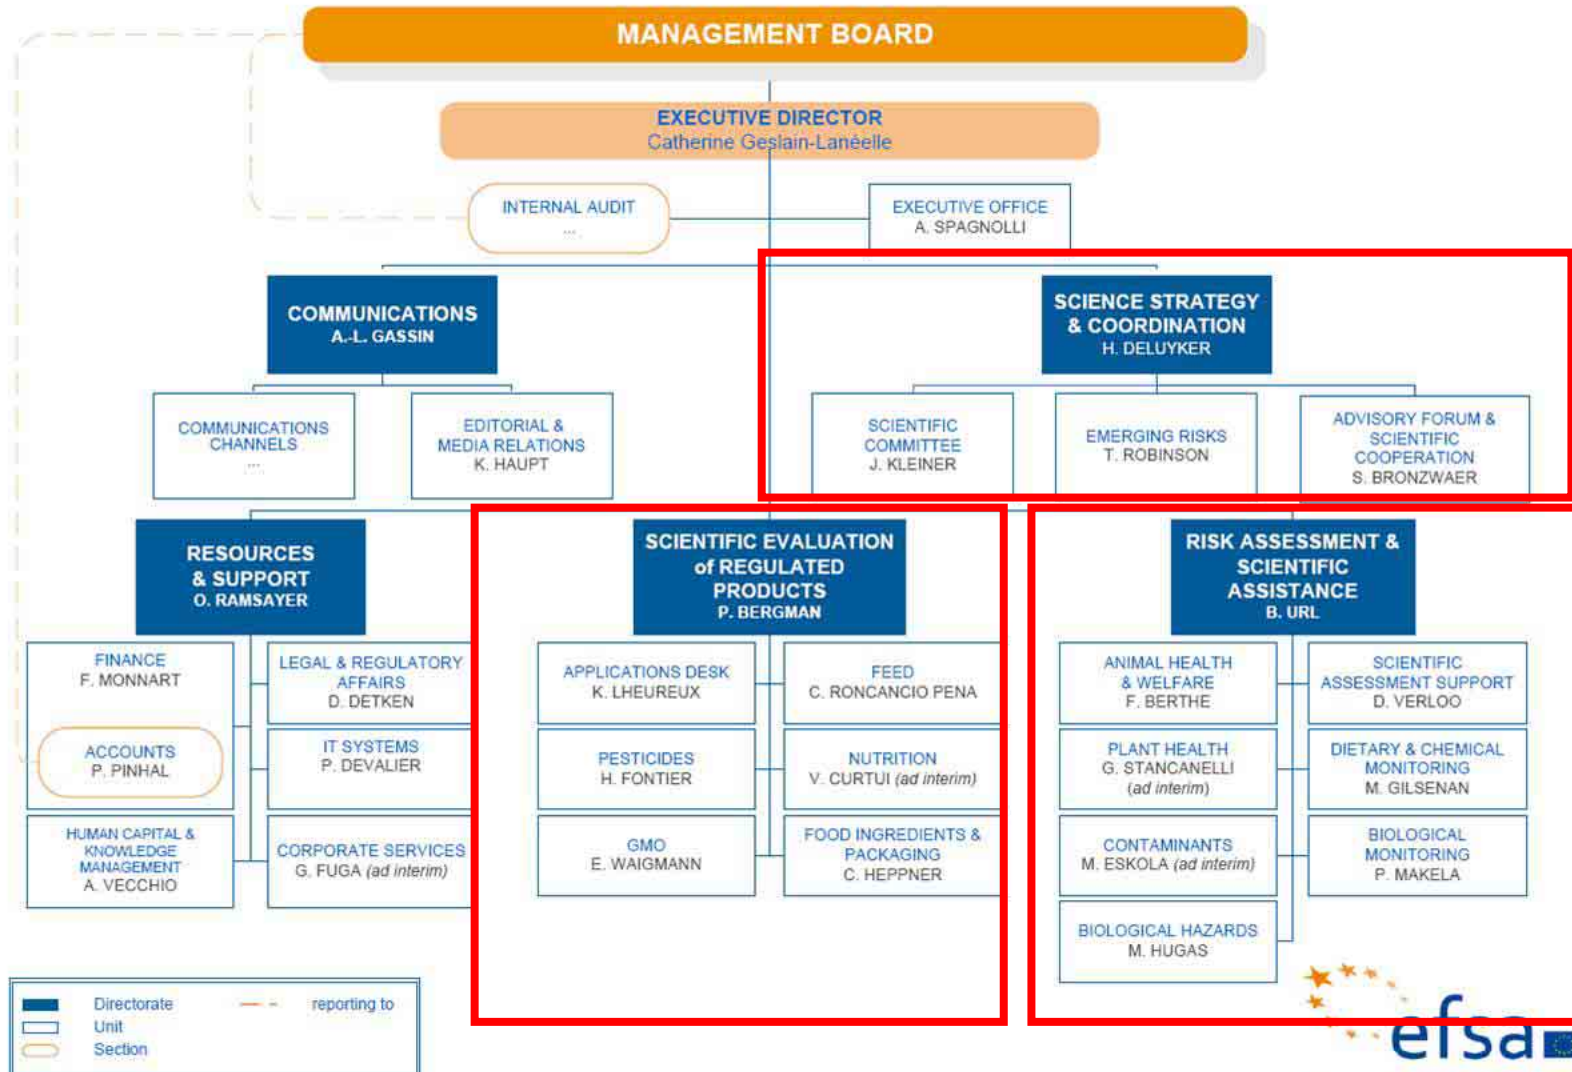 MANAGEMENT BOARD
EXECUTIVE DIRECTOR
Catherine Geslain-Lanéelle
INTERNAL AUDIT
...
EXECUTIVE OFFICE
A. SPAGNOLLI
COMMUNICATIONS
A.-L. GASSIN
SCIENCE STRATEGY
& COORDINATION
H. DELUYKER
COMMUNICATIONS
CHANNELS
...
EDITORIAL &
MEDIA RELATIONS
K. HAUPT
SCIENTIFIC
COMMITTEE
J. KLEINER
EMERGING RISKS
T. ROBINSON
ADVISORY FORUM &
SCIENTIFIC
COOPERATION
S. BRONZWAER
RESOURCES
& SUPPORT
O. RAMSAYER
SCIENTIFIC EVALUATION
of REGULATED
PRODUCTS
P. BERGMAN
RISK ASSESSMENT &
SCIENTIFIC
ASSISTANCE
B. URL
FINANCE
F. MONNART
LEGAL & REGULATORY
AFFAIRS
D. DETKEN
APPLICATIONS DESK
K. LHEUREUX
FEED
C. RONCANCIO PENA
ANIMAL HEALTH
& WELFARE
F. BERTHE
SCIENTIFIC
ASSESSMENT SUPPORT
D. VERLOO
ACCOUNTS
P. PINHAL
IT SYSTEMS
P. DEVALIER
PESTICIDES
H. FONTIER
NUTRITION
V. CURTUI (ad interim)
PLANT HEALTH
G. STANCANELLI
(ad interim)
DIETARY & CHEMICAL
MONITORING
M. GILSENAN
HUMAN CAPITAL &
KNOWLEDGE
MANAGEMENT
A. VECCHIO
CORPORATE SERVICES
G. FUGA (ad interim)
GMO
E. WAIGMANN
FOOD INGREDIENTS &
PACKAGING
C. HEPPNER
CONTAMINANTS
M. ESKOLA (ad interim)
BIOLOGICAL
MONITORING
P. MAKELA
BIOLOGICAL HAZARDS
M. HUGAS
Directorate
reporting to
Unit
Section
efsa